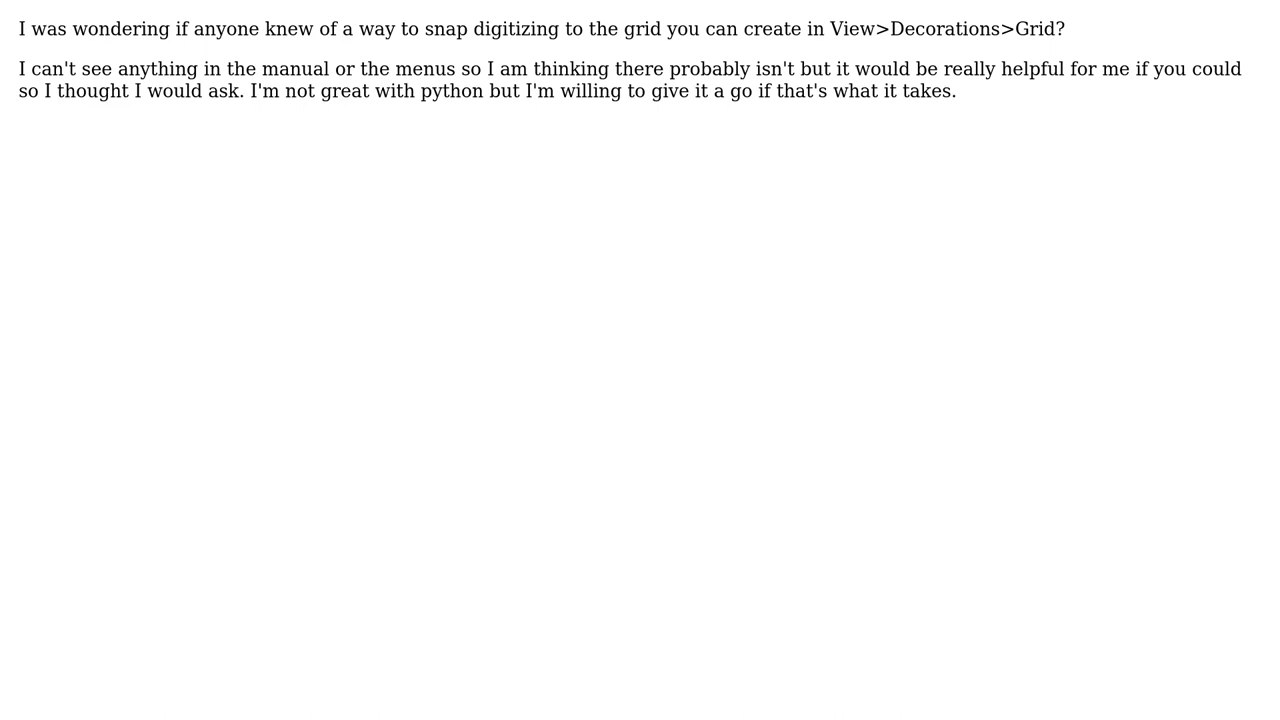 I was wondering if anyone knew of a way to snap digitizing to the grid you can create in View>Decorations>Grid?
I can't see anything in the manual or the menus so I am thinking there probably isn't but it would be really helpful for me if you could
so I thought I would ask. I'm not great with python but I'm willing to give it a go if that's what it takes.